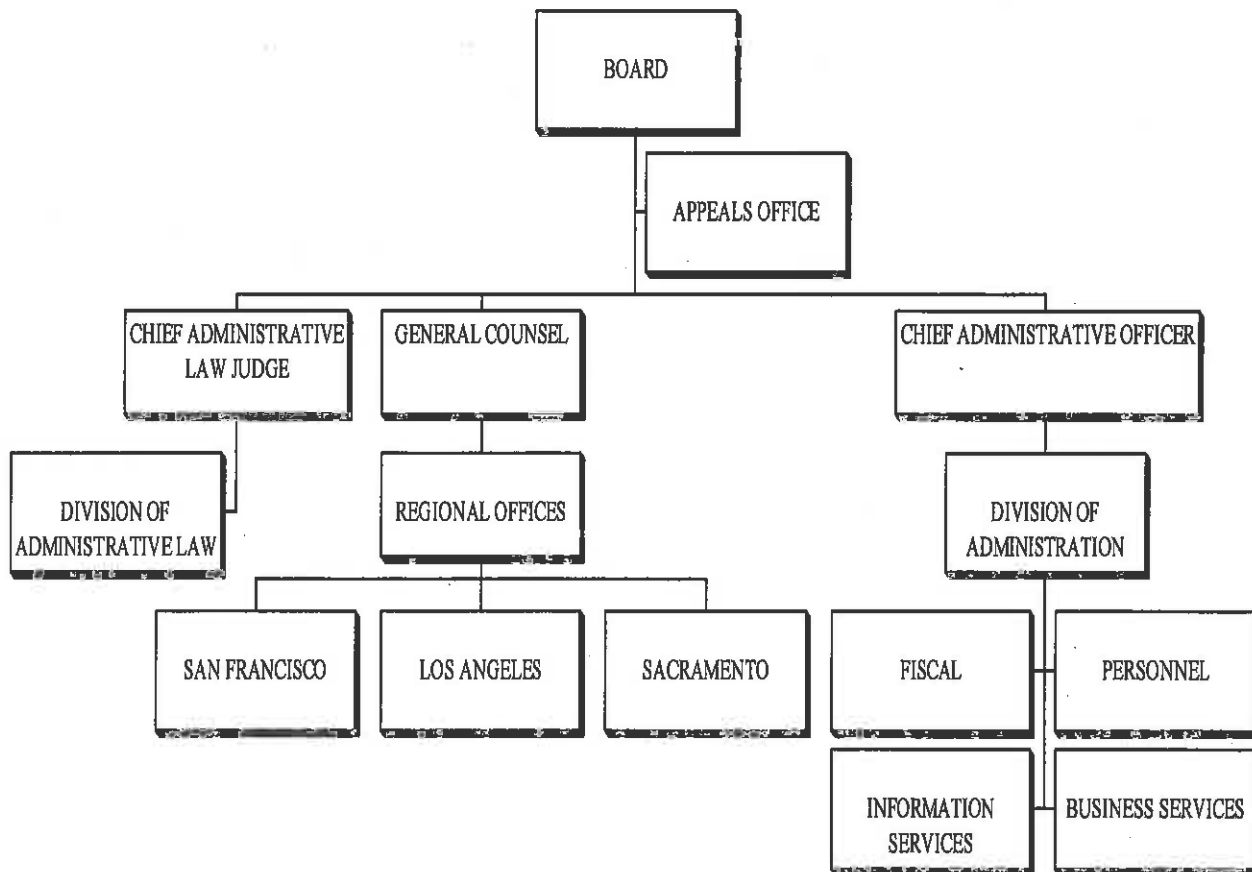 BOARD
APPEALS OFFICE
CHIEF ADMINISTRATIVE
LAW JUDGE
GENERAL COUNSEL
CHIEF ADMINISTRATIVE OFFICER
DIVISION OF
ADMINISTRATIVE LAW
REGIONAL OFFICES
DIVISION OF
ADMINISTRATION
SAN FRANCISCO
LOS ANGELES
SACRAMENTO
FISCAL
PERSONNEL
INFORMATION
SERVICES
BUSINESS SERVICES